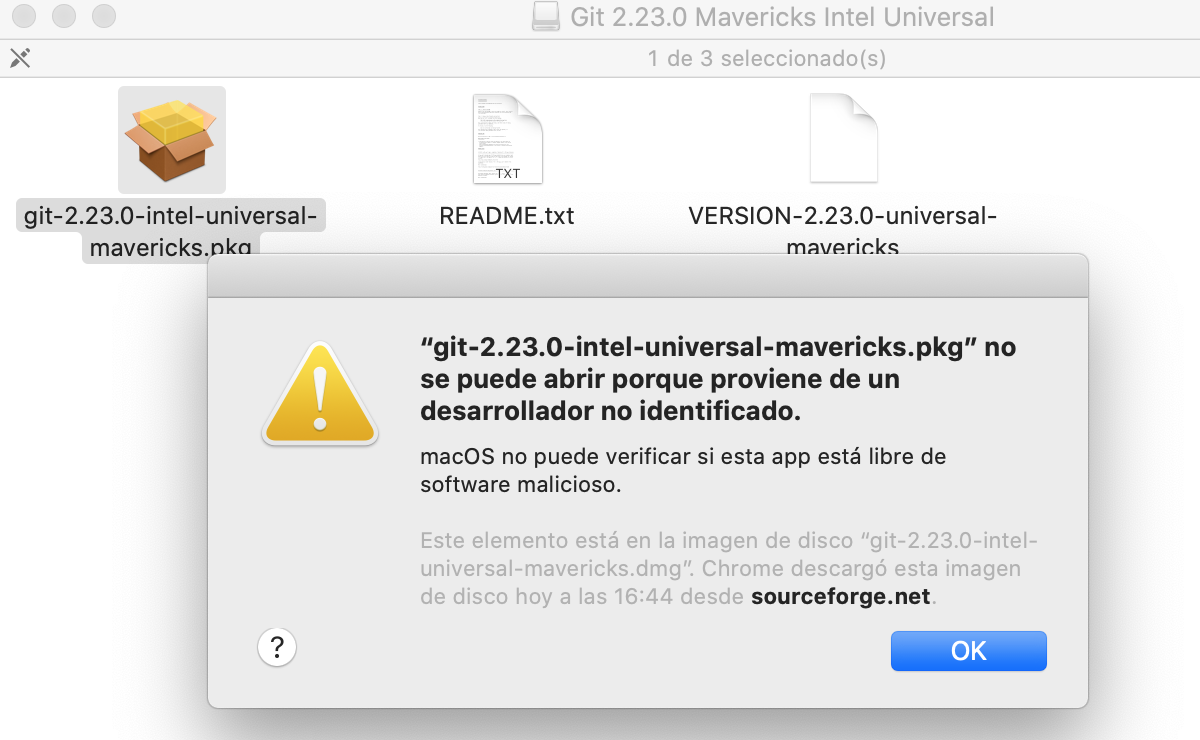 Git 2.23.0 Mavericks Intel Universal
1 de 3 seleccionado(s)
TXT
git-2.23.0-intel-universal-
mavericks.pkg
README.txt
VERSION-2.23.0-universal-
mavericks
“git-2.23.0-intel-universal-mavericks.pkg” no
se puede abrir porque proviene de un
desarrollador no identificado.
macOS no puede verificar si esta app está libre de
software malicioso.
Este elemento está en la imagen de disco “git-2.23.0-intel-
universal-mavericks.dmg”. Chrome descargó esta imagen
de disco hoy a las 16:44 desde sourceforge.net.
?
OK